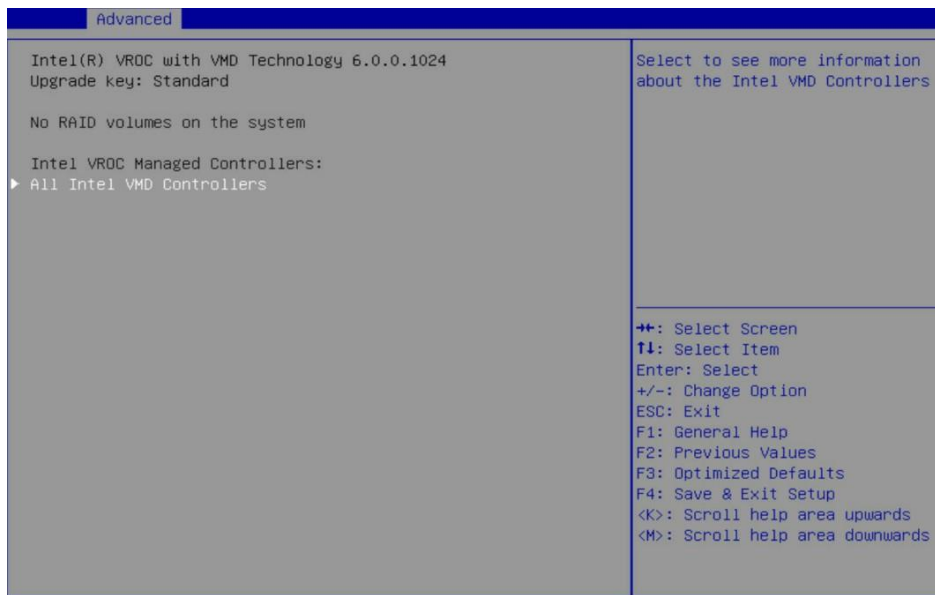 Advanced
Intel(R) VROC with VMD Technology 6.0.0.1024
Upgrade key: Standard
No RAID volumes on the system
Intel VROC Managed Controllers:
▶ All Intel VMD Controllers
Select to see more information
about the Intel VMD Controllers
→←: Select Screen
↑↓: Select Item
Enter: Select
+/-: Change Option
ESC: Exit
F1: General Help
F2: Previous Values
F3: Optimized Defaults
F4: Save & Exit Setup
<K>: Scroll help area upwards
<M>: Scroll help area downwards